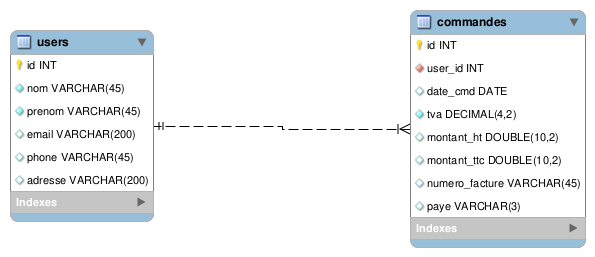 users
id INT
nom VARCHAR(45)
prenom VARCHAR(45)
email VARCHAR(200)
phone VARCHAR(45)
adresse VARCHAR(200)
Indexes
commandes
id INT
user_id INT
date_cmd DATE
tva DECIMAL(4,2)
montant_ht DOUBLE(10,2)
montant_ttc DOUBLE(10,2)
numero_facture VARCHAR(45)
paye VARCHAR(3)
Indexes